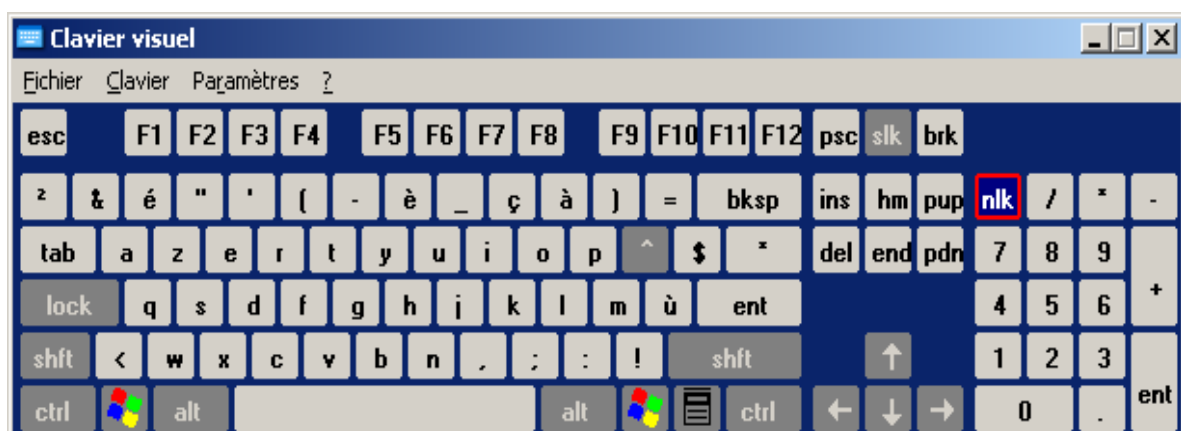 Clavier visuel
Fichier Clavier Paramètres ?
esc F1 F2 F3 F4 F5 F6 F7 F8 F9 F10 F11 F12 psc slk brk
² & é " ' ( - è _ ç à ) = bksp ins hm pup nlk / * -
tab a z e r t y u i o p ^ $ * del end pdn 7 8 9 +
lock q s d f g h j k l m ù ent 4 5 6
shft < w x c v b n , ; : ! shft ↑ 1 2 3 ent
ctrl alt alt ctrl ← ↓ → 0 .